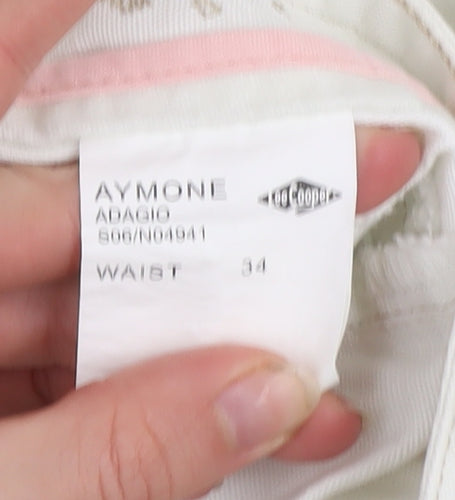 AYMONE
Lee Cooper
ADAGIO
S06/N04941
WAIST 34